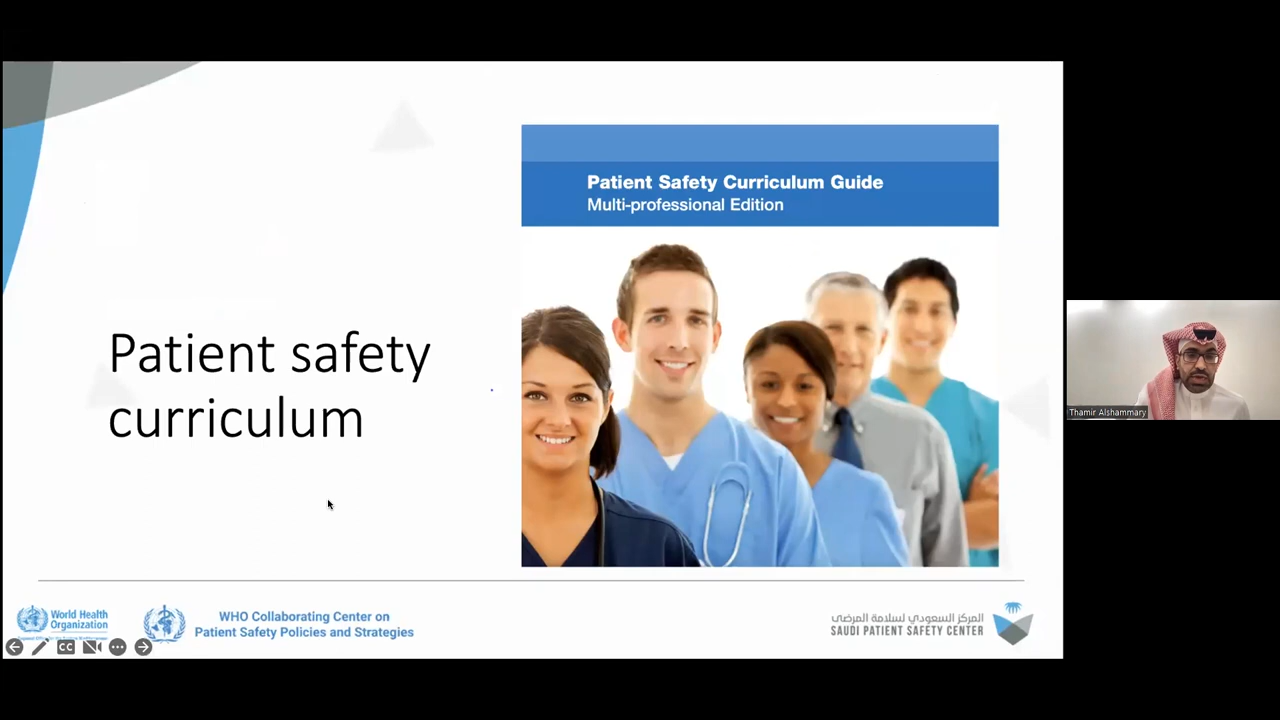 Patient Safety Curriculum Guide
Multi-professional Edition
Patient safety
curriculum
Thamir Alshammary
World Health
Organization
WHO Collaborating Center on
Patient Safety Policies and Strategies
المركز السعودي لسلامة المرضى
SAUDI PATIENT SAFETY CENTER
CC